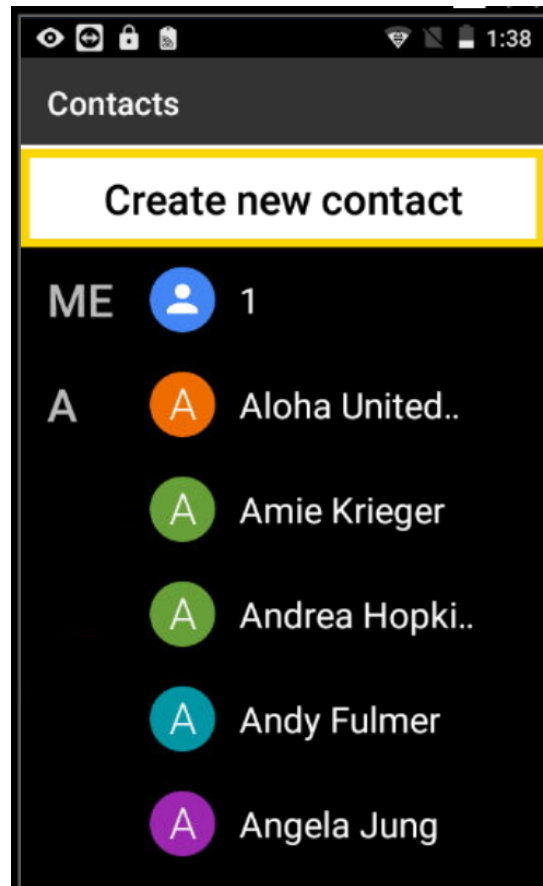 1:38
Contacts
Create new contact
ME 1
A A Aloha United..
A Amie Krieger
A Andrea Hopki..
A Andy Fulmer
A Angela Jung